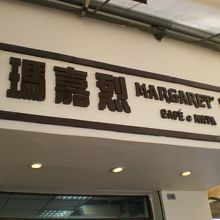 瑪嘉烈 MARGARET'
CAFÉ e NATA